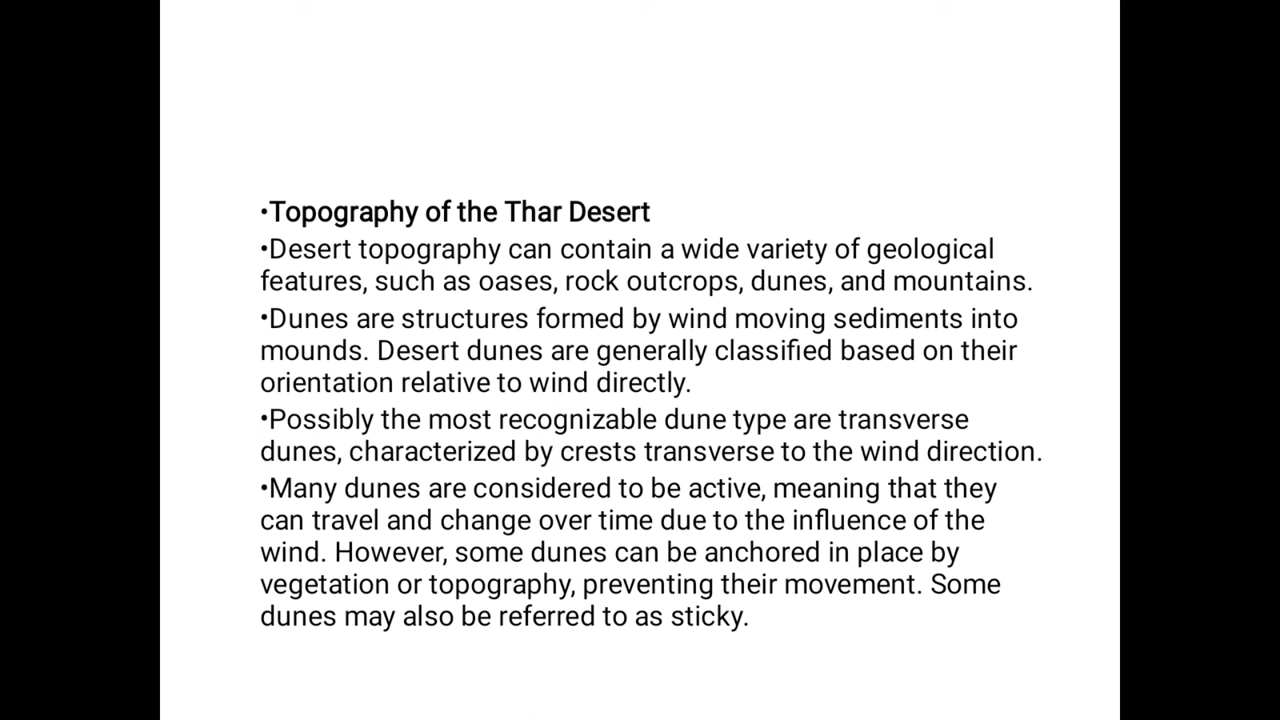 •Topography of the Thar Desert
•Desert topography can contain a wide variety of geological
features, such as oases, rock outcrops, dunes, and mountains.
•Dunes are structures formed by wind moving sediments into
mounds. Desert dunes are generally classified based on their
orientation relative to wind directly.
•Possibly the most recognizable dune type are transverse
dunes, characterized by crests transverse to the wind direction.
•Many dunes are considered to be active, meaning that they
can travel and change over time due to the influence of the
wind. However, some dunes can be anchored in place by
vegetation or topography, preventing their movement. Some
dunes may also be referred to as sticky.